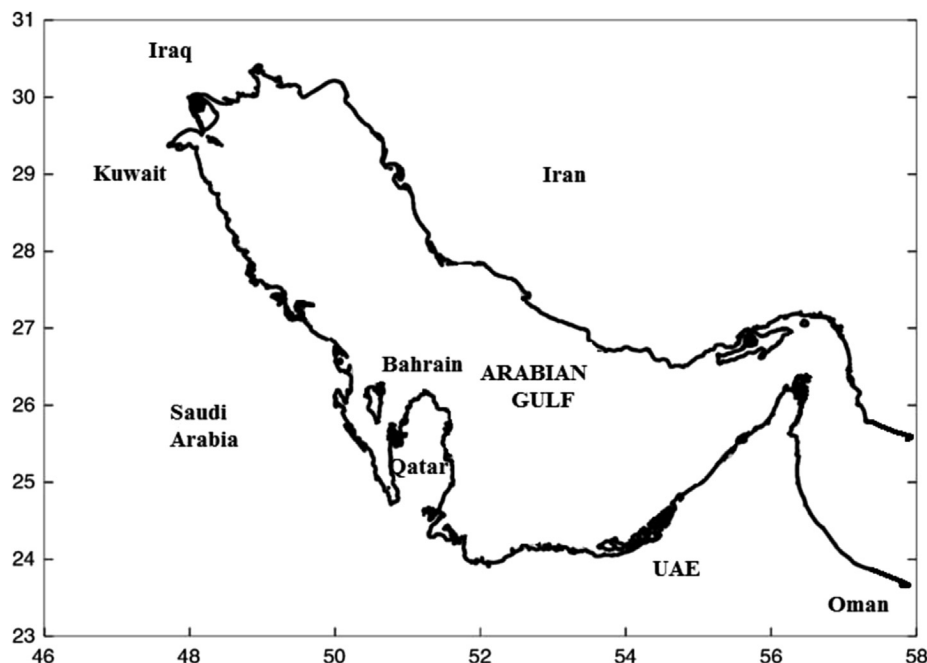 31
Iraq
30
Kuwait
29
Iran
28
27
Bahrain
ARABIAN
GULF
26
Saudi
Arabia
25
Qatar
24
UAE
Oman
23
46
48
50
52
54
56
58